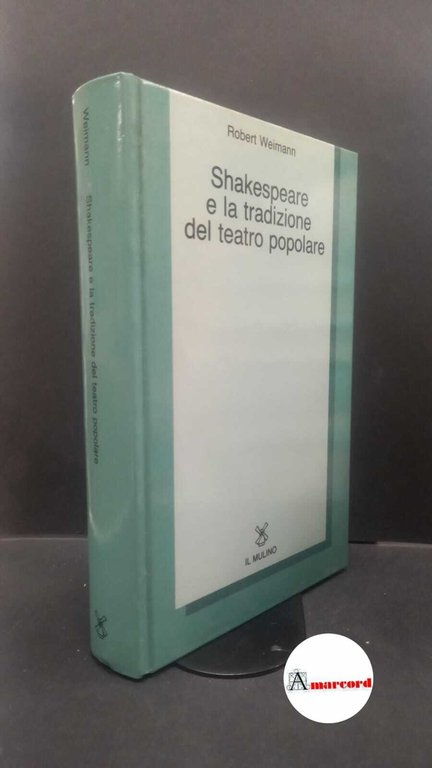 Robert Weimann
Shakespeare
e la tradizione
del teatro popolare
IL MULINO
Weimann Shakespeare e la tradizione del teatro popolare
Amarcord